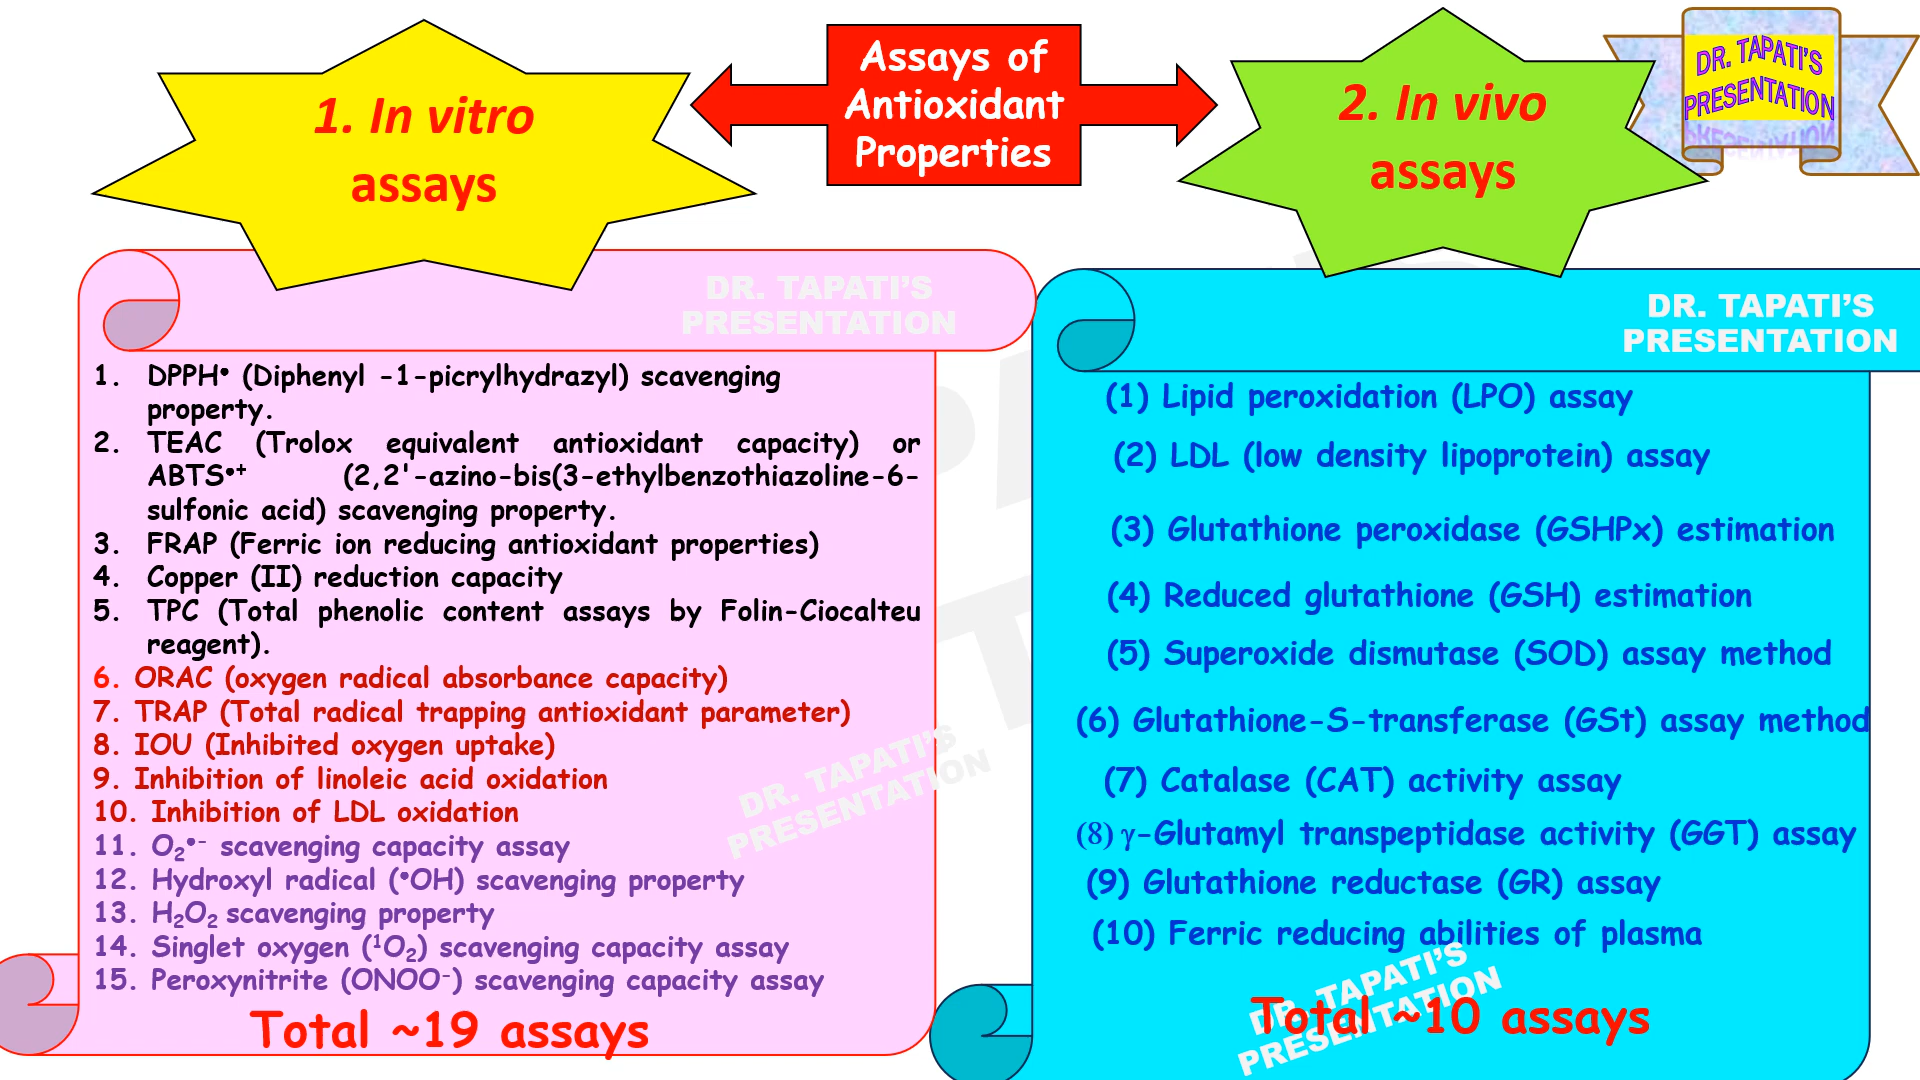 Assays of
Antioxidant
Properties
1. In vitro
assays
2. In vivo
assays
DR. TAPATI'S
PRESENTATION
DR. TAPATI'S
PRESENTATION
1. DPPH• (Diphenyl -1-picrylhydrazyl) scavenging
property.
2. TEAC (Trolox equivalent antioxidant capacity) or
ABTS•⁺ (2,2'-azino-bis(3-ethylbenzothiazoline-6-
sulfonic acid) scavenging property.
3. FRAP (Ferric ion reducing antioxidant properties)
4. Copper (II) reduction capacity
5. TPC (Total phenolic content assays by Folin-Ciocalteu
reagent).
6. ORAC (oxygen radical absorbance capacity)
7. TRAP (Total radical trapping antioxidant parameter)
8. IOU (Inhibited oxygen uptake)
9. Inhibition of linoleic acid oxidation
10. Inhibition of LDL oxidation
11. O₂•⁻ scavenging capacity assay
12. Hydroxyl radical (•OH) scavenging property
13. H₂O₂ scavenging property
14. Singlet oxygen (¹O₂) scavenging capacity assay
15. Peroxynitrite (ONOO⁻) scavenging capacity assay
Total ~19 assays
DR. TAPATI'S
PRESENTATION
DR. TAPATI'S
PRESENTATION
(1) Lipid peroxidation (LPO) assay
(2) LDL (low density lipoprotein) assay
(3) Glutathione peroxidase (GSHPx) estimation
(4) Reduced glutathione (GSH) estimation
(5) Superoxide dismutase (SOD) assay method
(6) Glutathione-S-transferase (GSt) assay method
(7) Catalase (CAT) activity assay
(8) γ-Glutamyl transpeptidase activity (GGT) assay
(9) Glutathione reductase (GR) assay
(10) Ferric reducing abilities of plasma
DR. TAPATI'S
PRESENTATION
Total ~10 assays